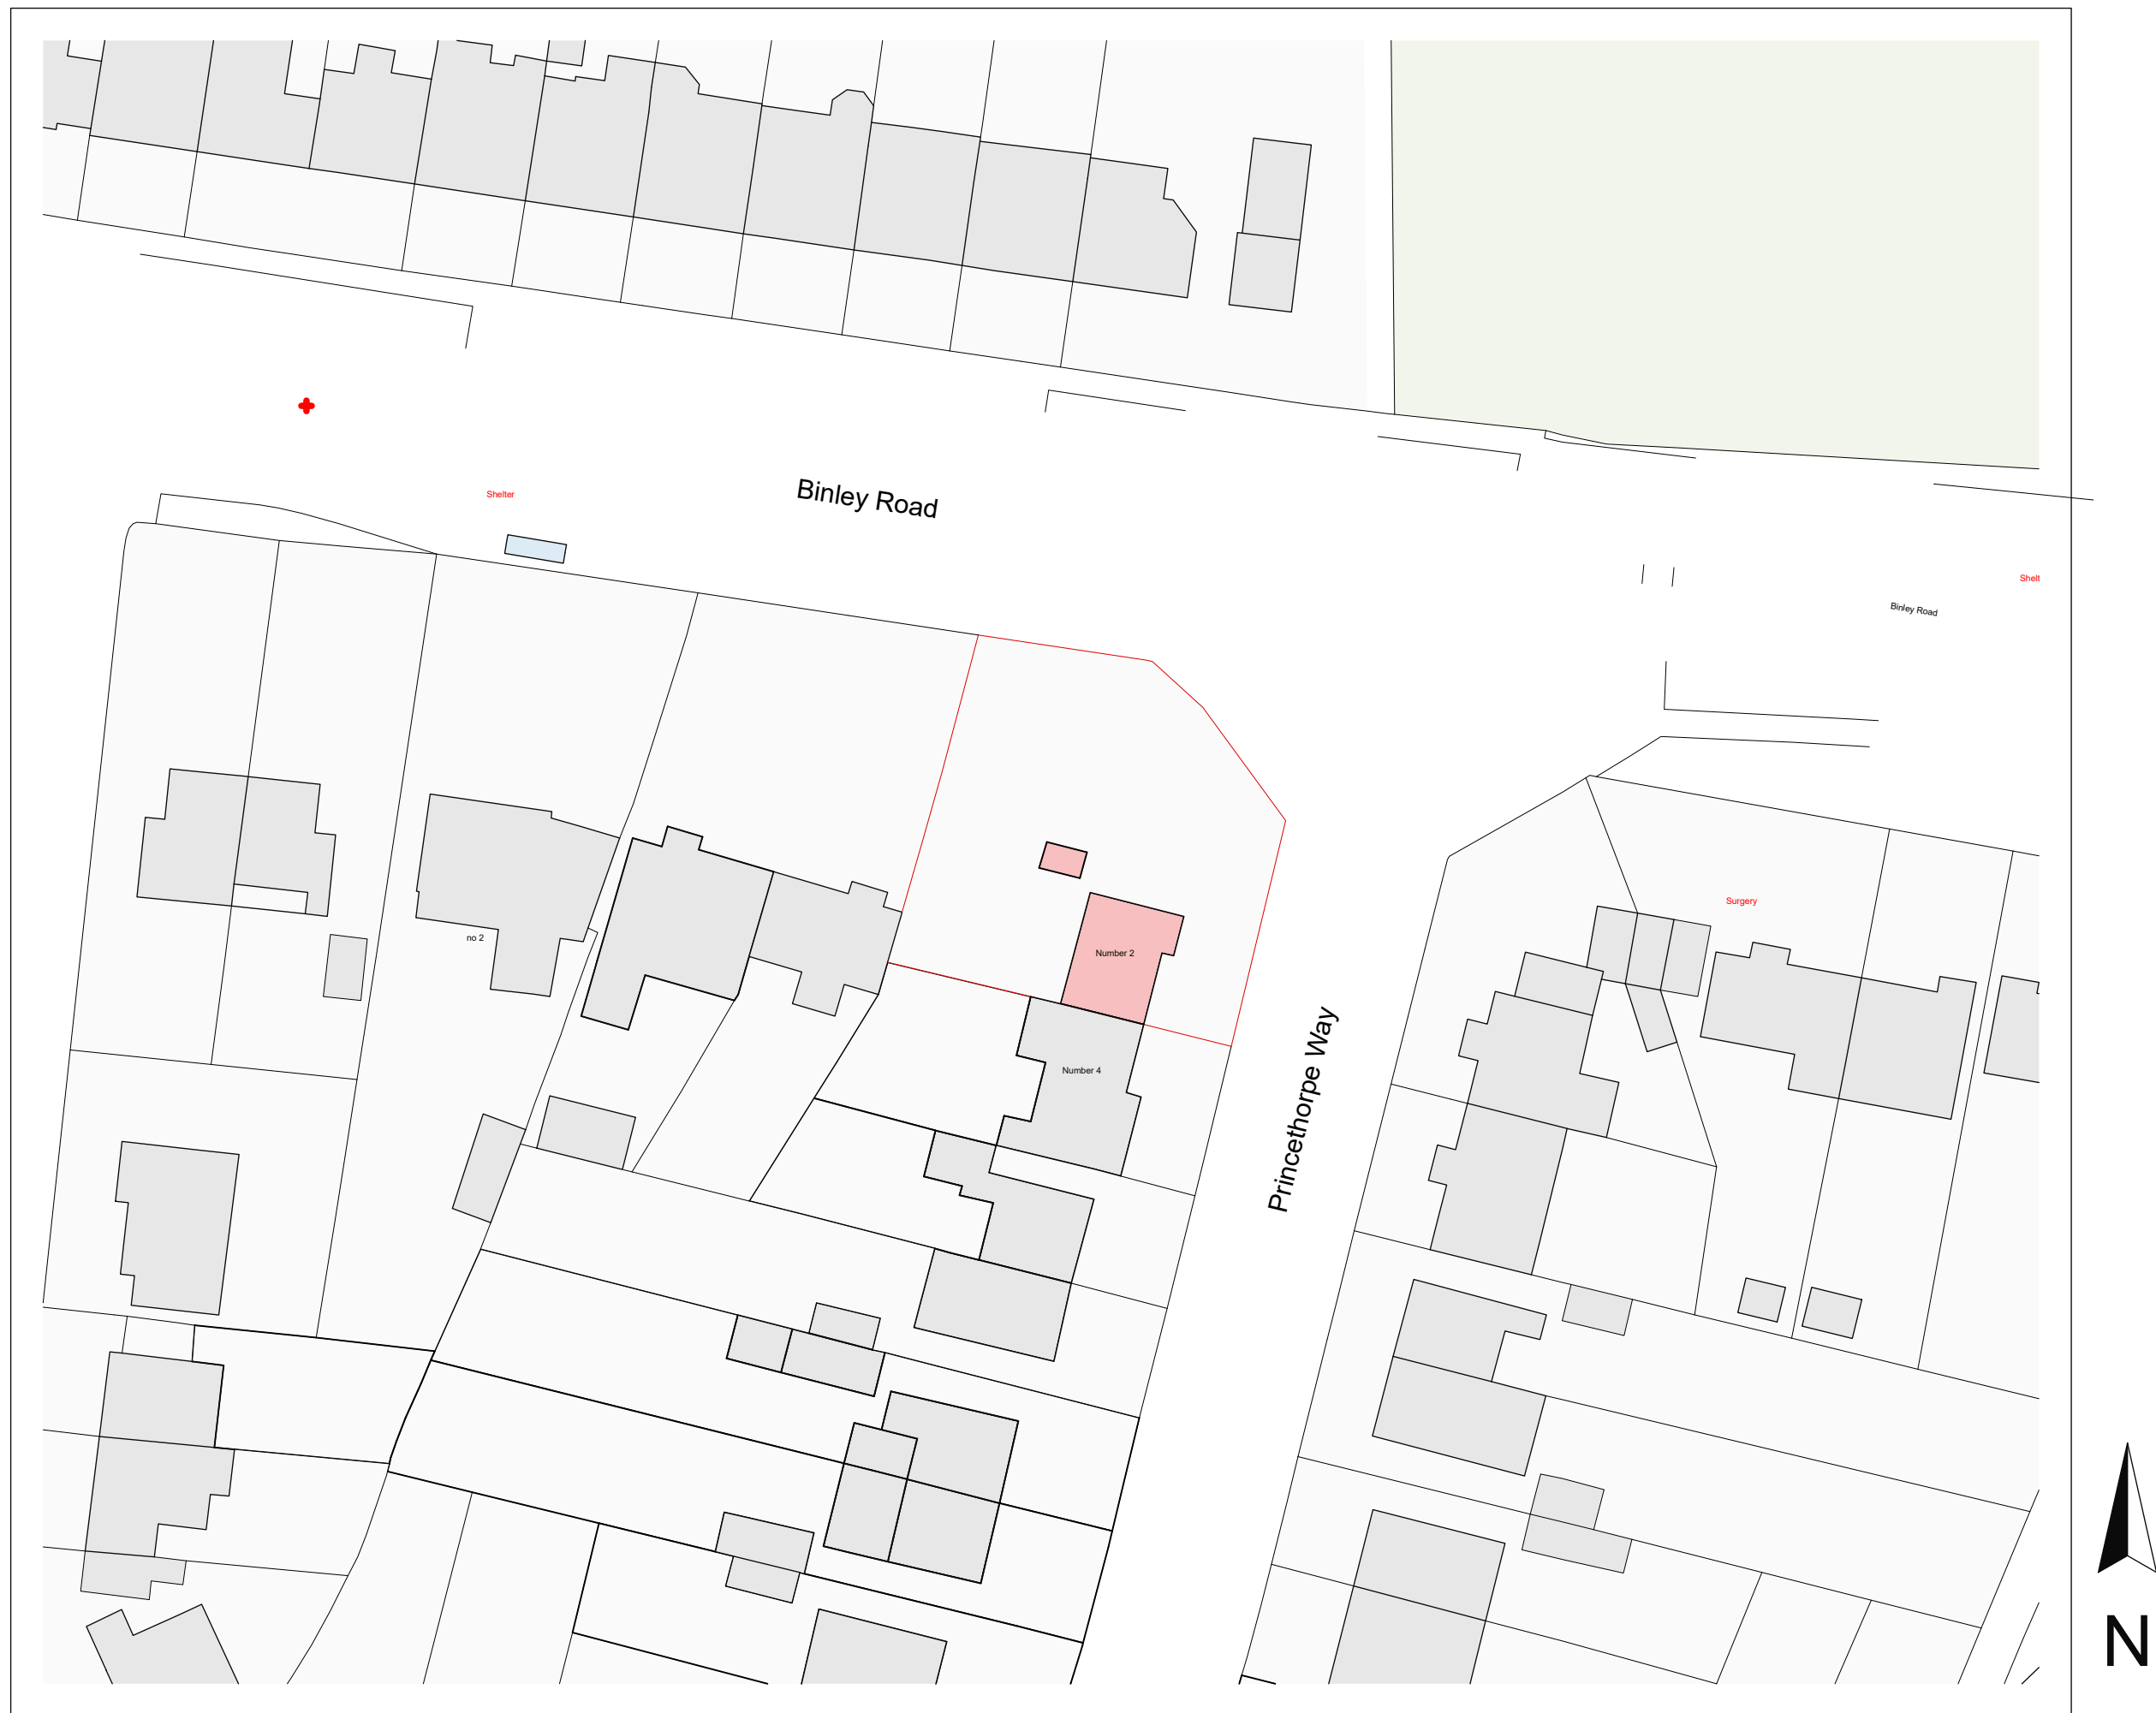 Shelter
Binley Road
Shelt
Binley Road
Surgery
no 2
Number 2
Number 4
Princethorpe Way
N